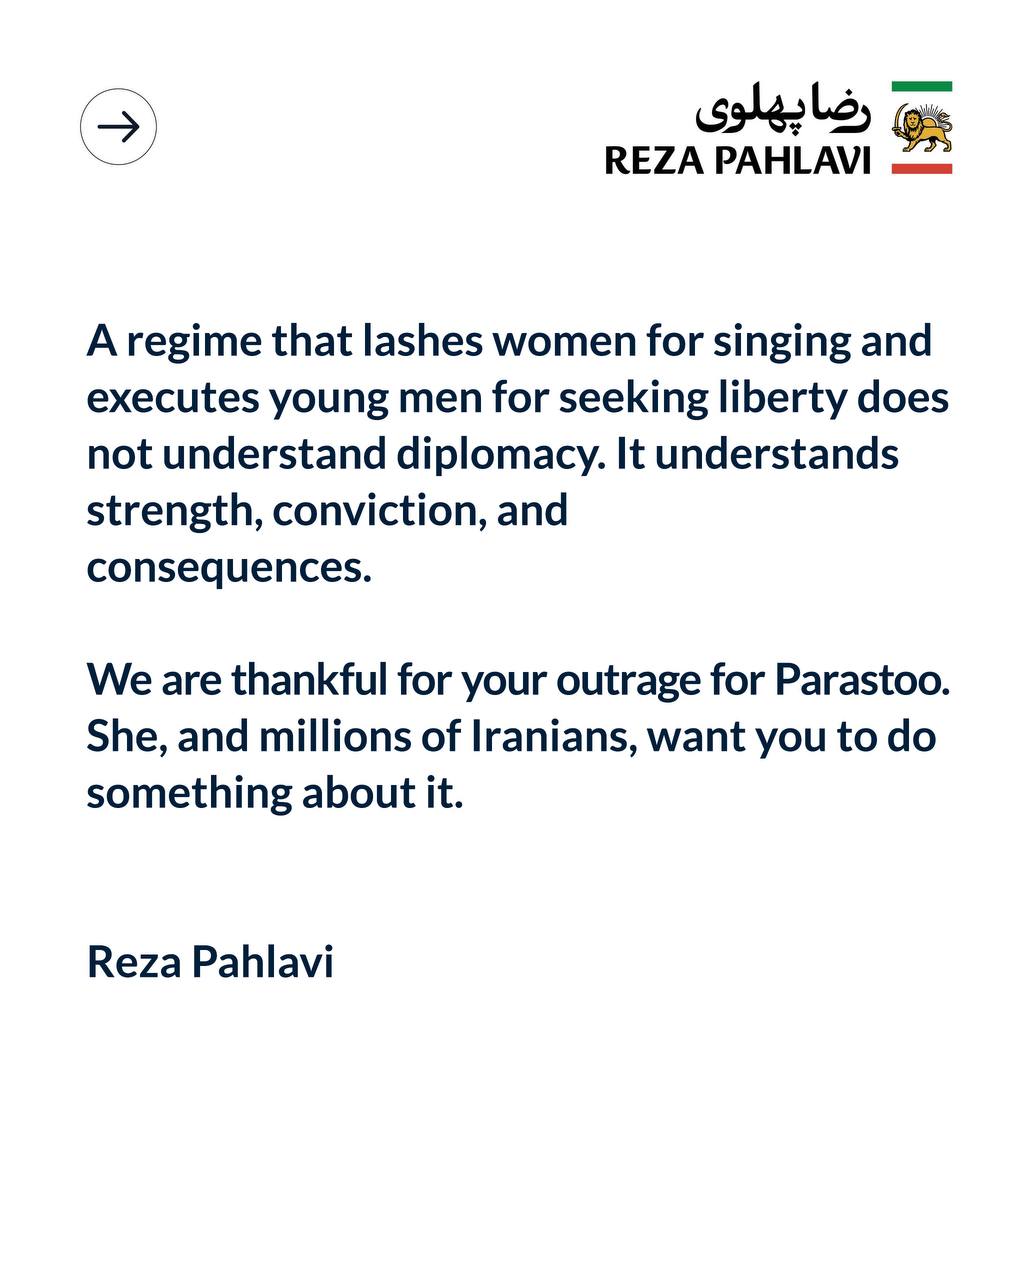 رضا پهلوی
REZA PAHLAVI
A regime that lashes women for singing and
executes young men for seeking liberty does
not understand diplomacy. It understands
strength, conviction, and
consequences.
We are thankful for your outrage for Parastoo.
She, and millions of Iranians, want you to do
something about it.
Reza Pahlavi